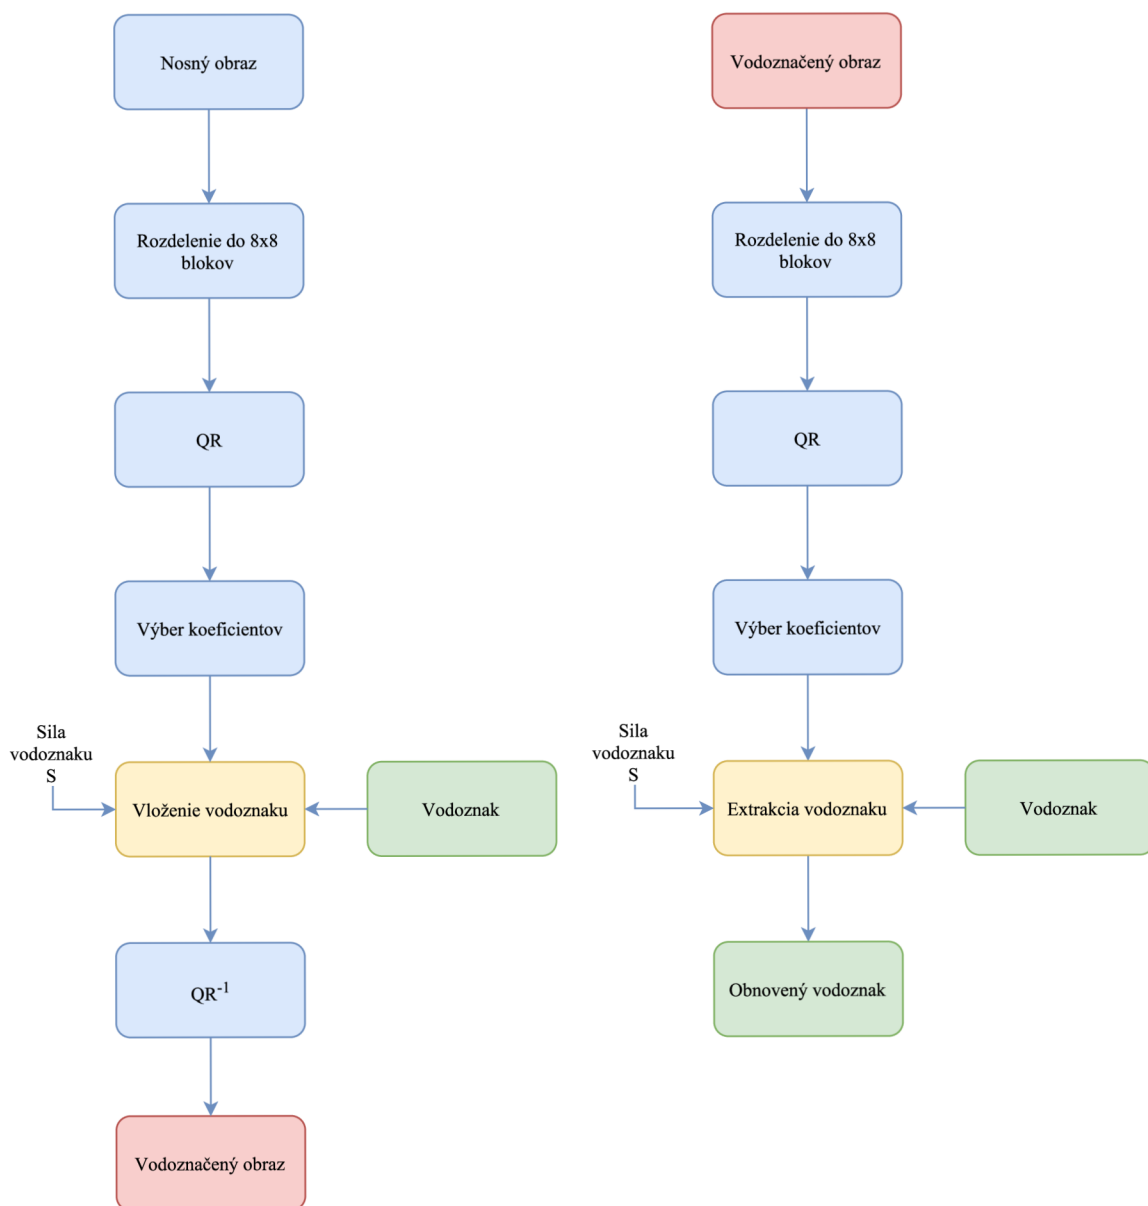 Nosný obraz
Rozdelenie do 8x8
blokov
QR
Výber koeficientov
Sila
vodoznaku
S
Vloženie vodoznaku
Vodoznak
QR⁻¹
Vodoznačený obraz
Vodoznačený obraz
Rozdelenie do 8x8
blokov
QR
Výber koeficientov
Sila
vodoznaku
S
Extrakcia vodoznaku
Vodoznak
Obnovený vodoznak